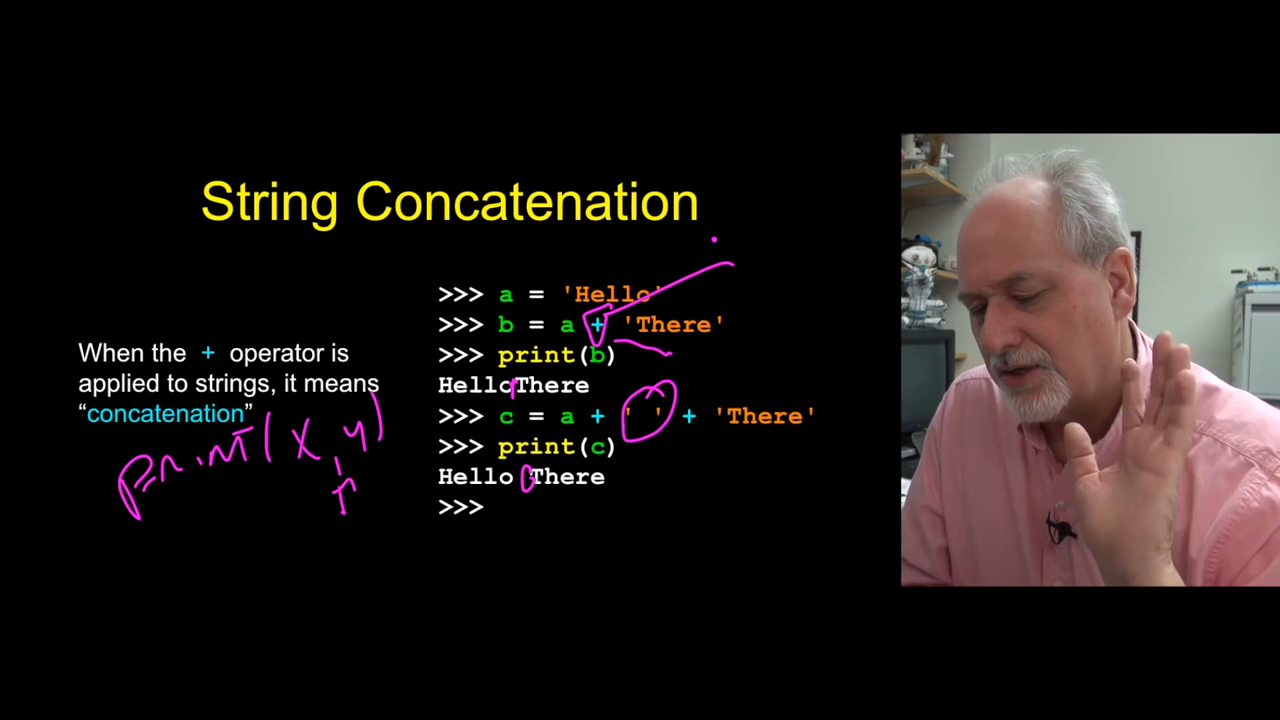 String Concatenation
When the + operator is
applied to strings, it means
“concatenation”
print(x, y)
>>> a = 'Hello'
>>> b = a + 'There'
>>> print(b)
HelloThere
>>> c = a + ' ' + 'There'
>>> print(c)
Hello There
>>>